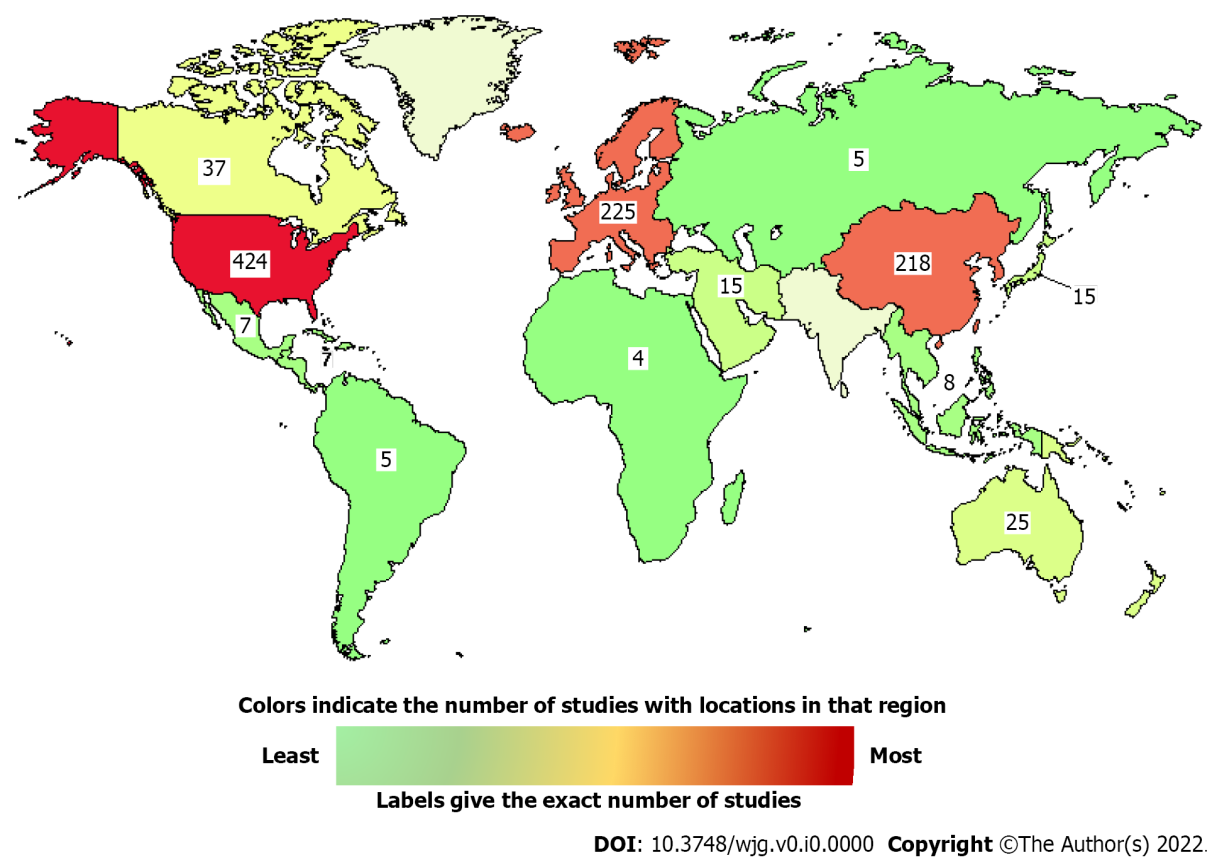 37
5
225
424
218
15
15
7
7
4
8
5
25
Colors indicate the number of studies with locations in that region
Least
Most
Labels give the exact number of studies
DOI: 10.3748/wjg.v0.i0.0000 Copyright ©The Author(s) 2022.